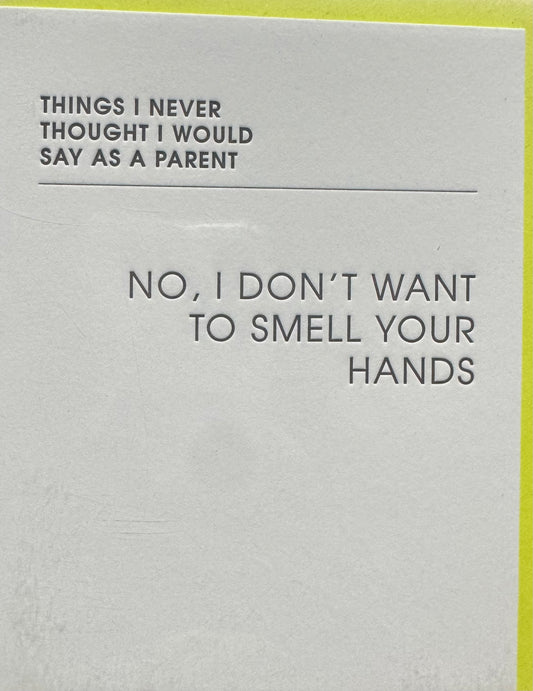 THINGS I NEVER
THOUGHT I WOULD
SAY AS A PARENT
NO, I DON'T WANT
TO SMELL YOUR
HANDS